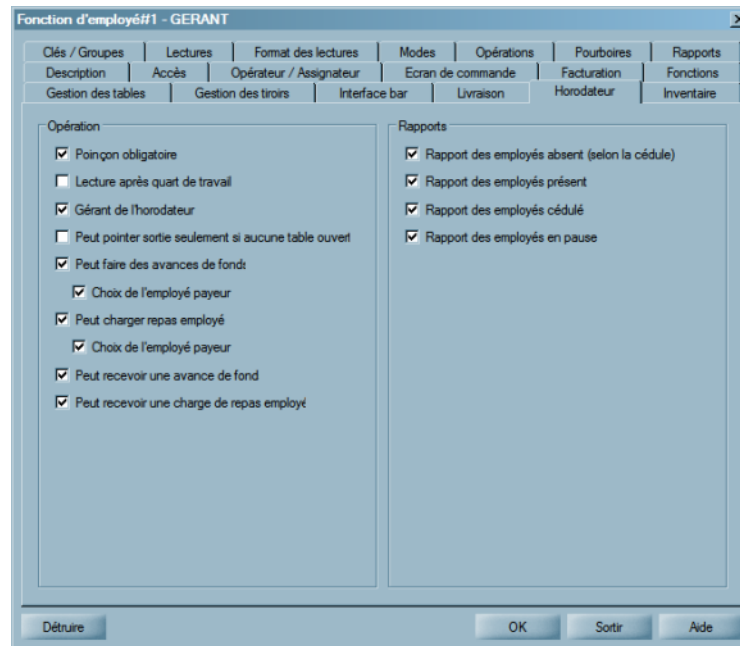 Fonction d'employé#1 - GERANT
Clés / Groupes Lectures Format des lectures Modes Opérations Pourboires Rapports
Description Accès Opérateur / Assignateur Ecran de commande Facturation Fonctions
Gestion des tables Gestion des tiroirs Interface bar Livraison Horodateur Inventaire
Opération
Poinçon obligatoire
Lecture après quart de travail
Gérant de l'horodateur
Peut pointer sortie seulement si aucune table ouvert
Peut faire des avances de fonds
Choix de l'employé payeur
Peut charger repas employé
Choix de l'employé payeur
Peut recevoir une avance de fond
Peut recevoir une charge de repas employé
Rapports
Rapport des employés absent (selon la cédule)
Rapport des employés présent
Rapport des employés cédulé
Rapport des employés en pause
Détruire OK Sortir Aide